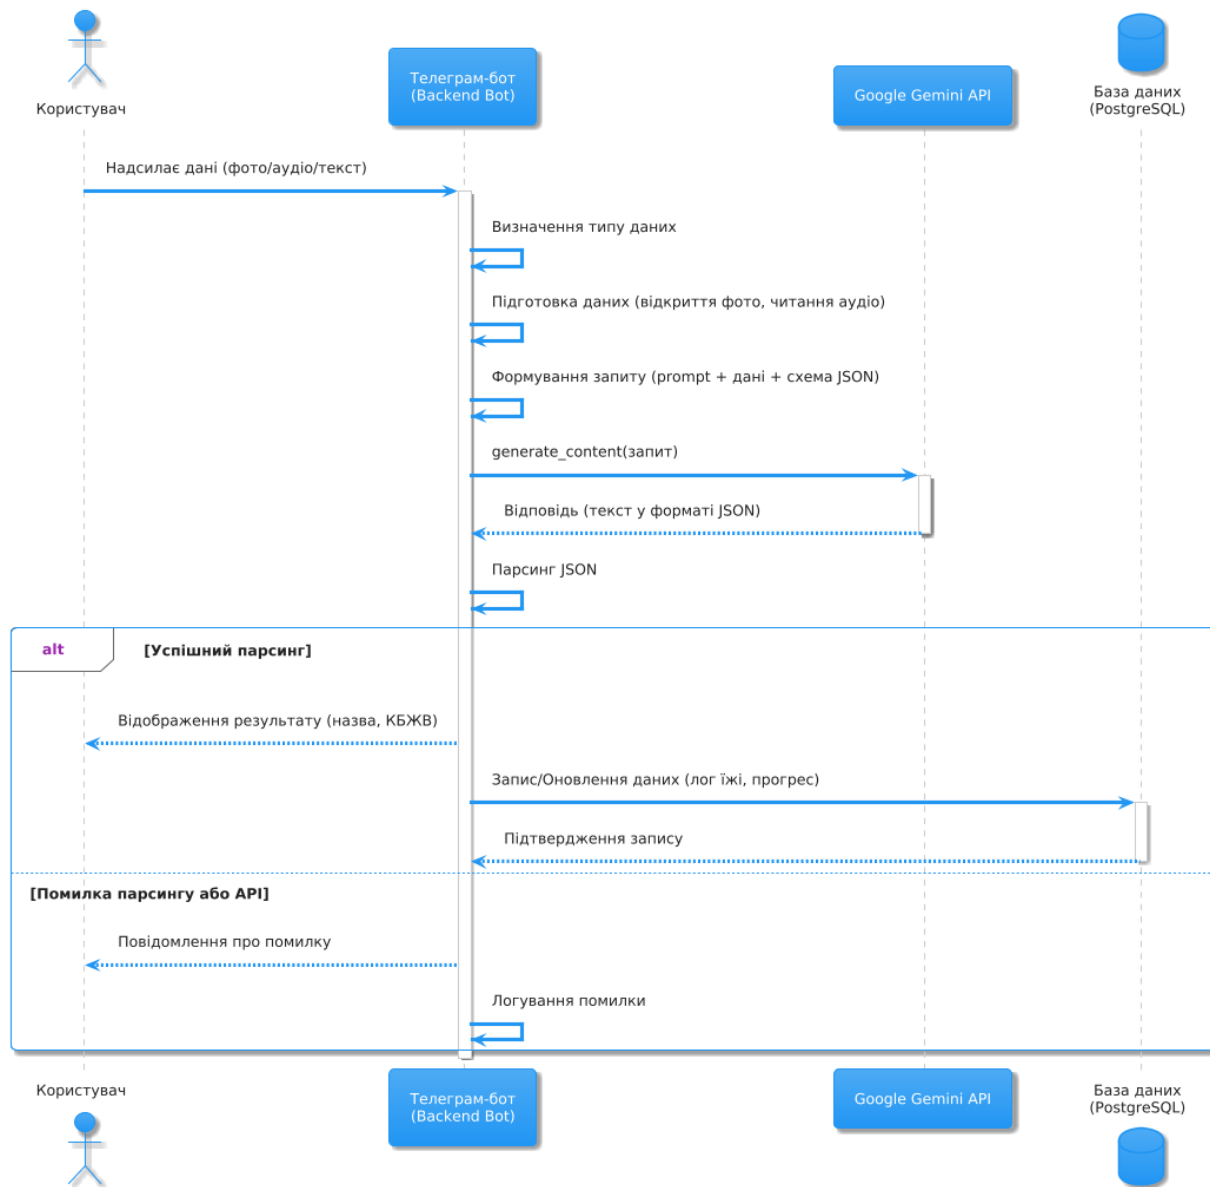 Користувач
Телеграм-бот
(Backend Bot)
Google Gemini API
База даних
(PostgreSQL)
Надсилає дані (фото/аудіо/текст)
Визначення типу даних
Підготовка даних (відкриття фото, читання аудіо)
Формування запиту (prompt + дані + схема JSON)
generate_content(запит)
Відповідь (текст у форматі JSON)
Парсинг JSON
alt
[Успішний парсинг]
Відображення результату (назва, КБЖВ)
Запис/Оновлення даних (лог їжі, прогрес)
Підтвердження запису
[Помилка парсингу або API]
Повідомлення про помилку
Логування помилки
Користувач
Телеграм-бот
(Backend Bot)
Google Gemini API
База даних
(PostgreSQL)